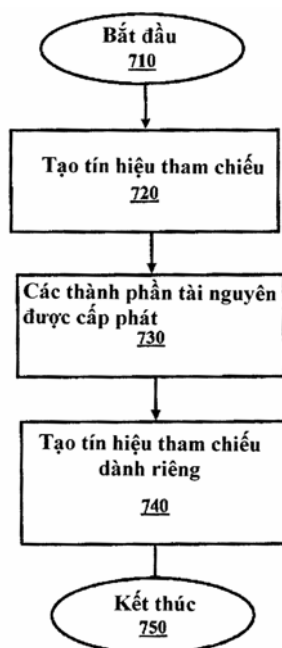 Bắt đầu
710
Tạo tín hiệu tham chiếu
720
Các thành phần tài nguyên
được cấp phát
730
Tạo tín hiệu tham chiếu
dành riêng
740
Kết thúc
750